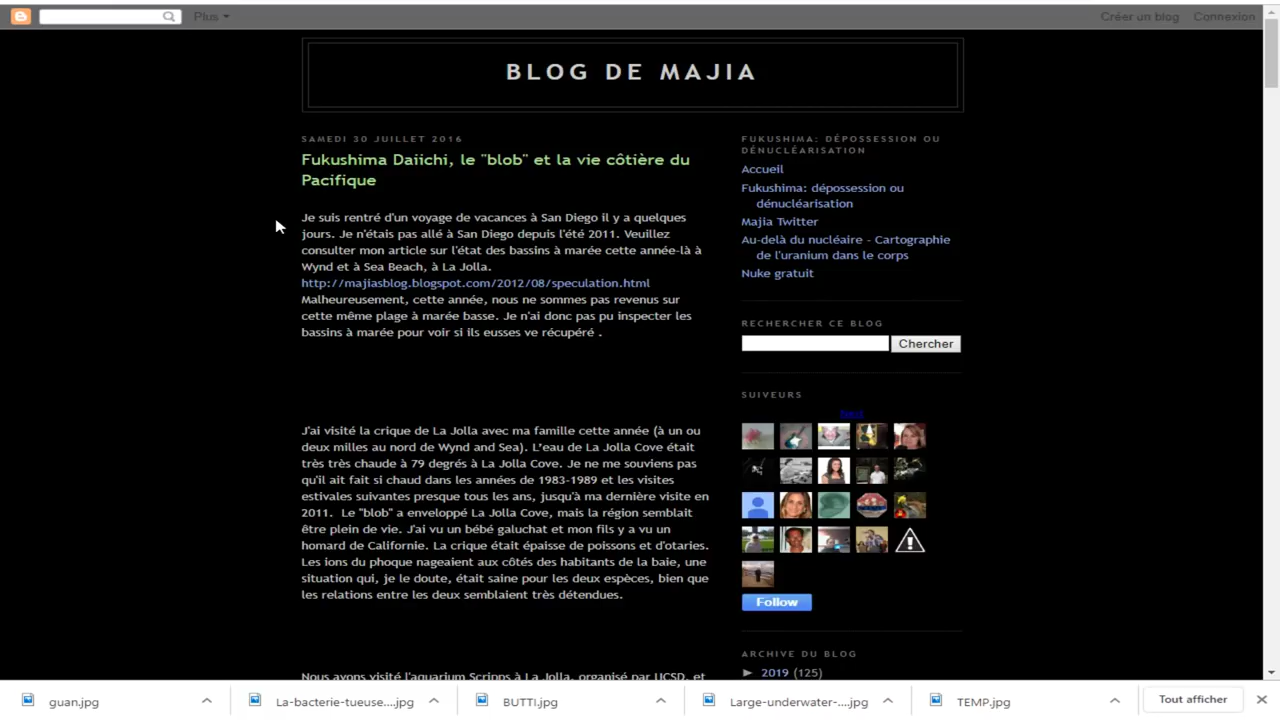 Plus
Créer un blog
Connexion
BLOG DE MAJIA
SAMEDI 30 JUILLET 2016
Fukushima Daiichi, le "blob" et la vie côtière du
Pacifique
Je suis rentré d'un voyage de vacances à San Diego il y a quelques
jours. Je n'étais pas allé à San Diego depuis l'été 2011. Veuillez
consulter mon article sur l'état des bassins à marée cette année-là à
Wynd et à Sea Beach, à La Jolla.
http://majiasblog.blogspot.com/2012/08/speculation.html
Malheureusement, cette année, nous ne sommes pas revenus sur
cette même plage à marée basse. Je n'ai donc pas pu inspecter les
bassins à marée pour voir si ils eusses ve récupéré .
J'ai visité la crique de La Jolla avec ma famille cette année (à un ou
deux milles au nord de Wynd and Sea). L'eau de La Jolla Cove était
très très chaude à 79 degrés à La Jolla Cove. Je ne me souviens pas
qu'il ait fait si chaud dans les années de 1983-1989 et les visites
estivales suivantes presque tous les ans, jusqu'à ma dernière visite en
2011. Le "blob" a enveloppé La Jolla Cove, mais la région semblait
être plein de vie. J'ai vu un bébé galuchat et mon fils y a vu un
homard de Californie. La crique était épaisse de poissons et d'otaries.
Les ions du phoque nageaient aux côtés des habitants de la baie, une
situation qui, je le doute, était saine pour les deux espèces, bien que
les relations entre les deux semblaient très détendues.
Nous avons visité l'aquarium Scripps à La Jolla, organisé par UCSD, et
FUKUSHIMA: DÉPOSSESSION OU
DÉNUCLÉARISATION
Accueil
Fukushima: dépossession ou
dénucléarisation
Majia Twitter
Au-delà du nucléaire - Cartographie
de l'uranium dans le corps
Nuke gratuit
RECHERCHER CE BLOG
Chercher
SUIVEURS
Next
Follow
ARCHIVE DU BLOG
► 2019 (125)
guan.jpg
La-bacterie-tueuse....jpg
BUTTI.jpg
Large-underwater-....jpg
TEMP.jpg
Tout afficher